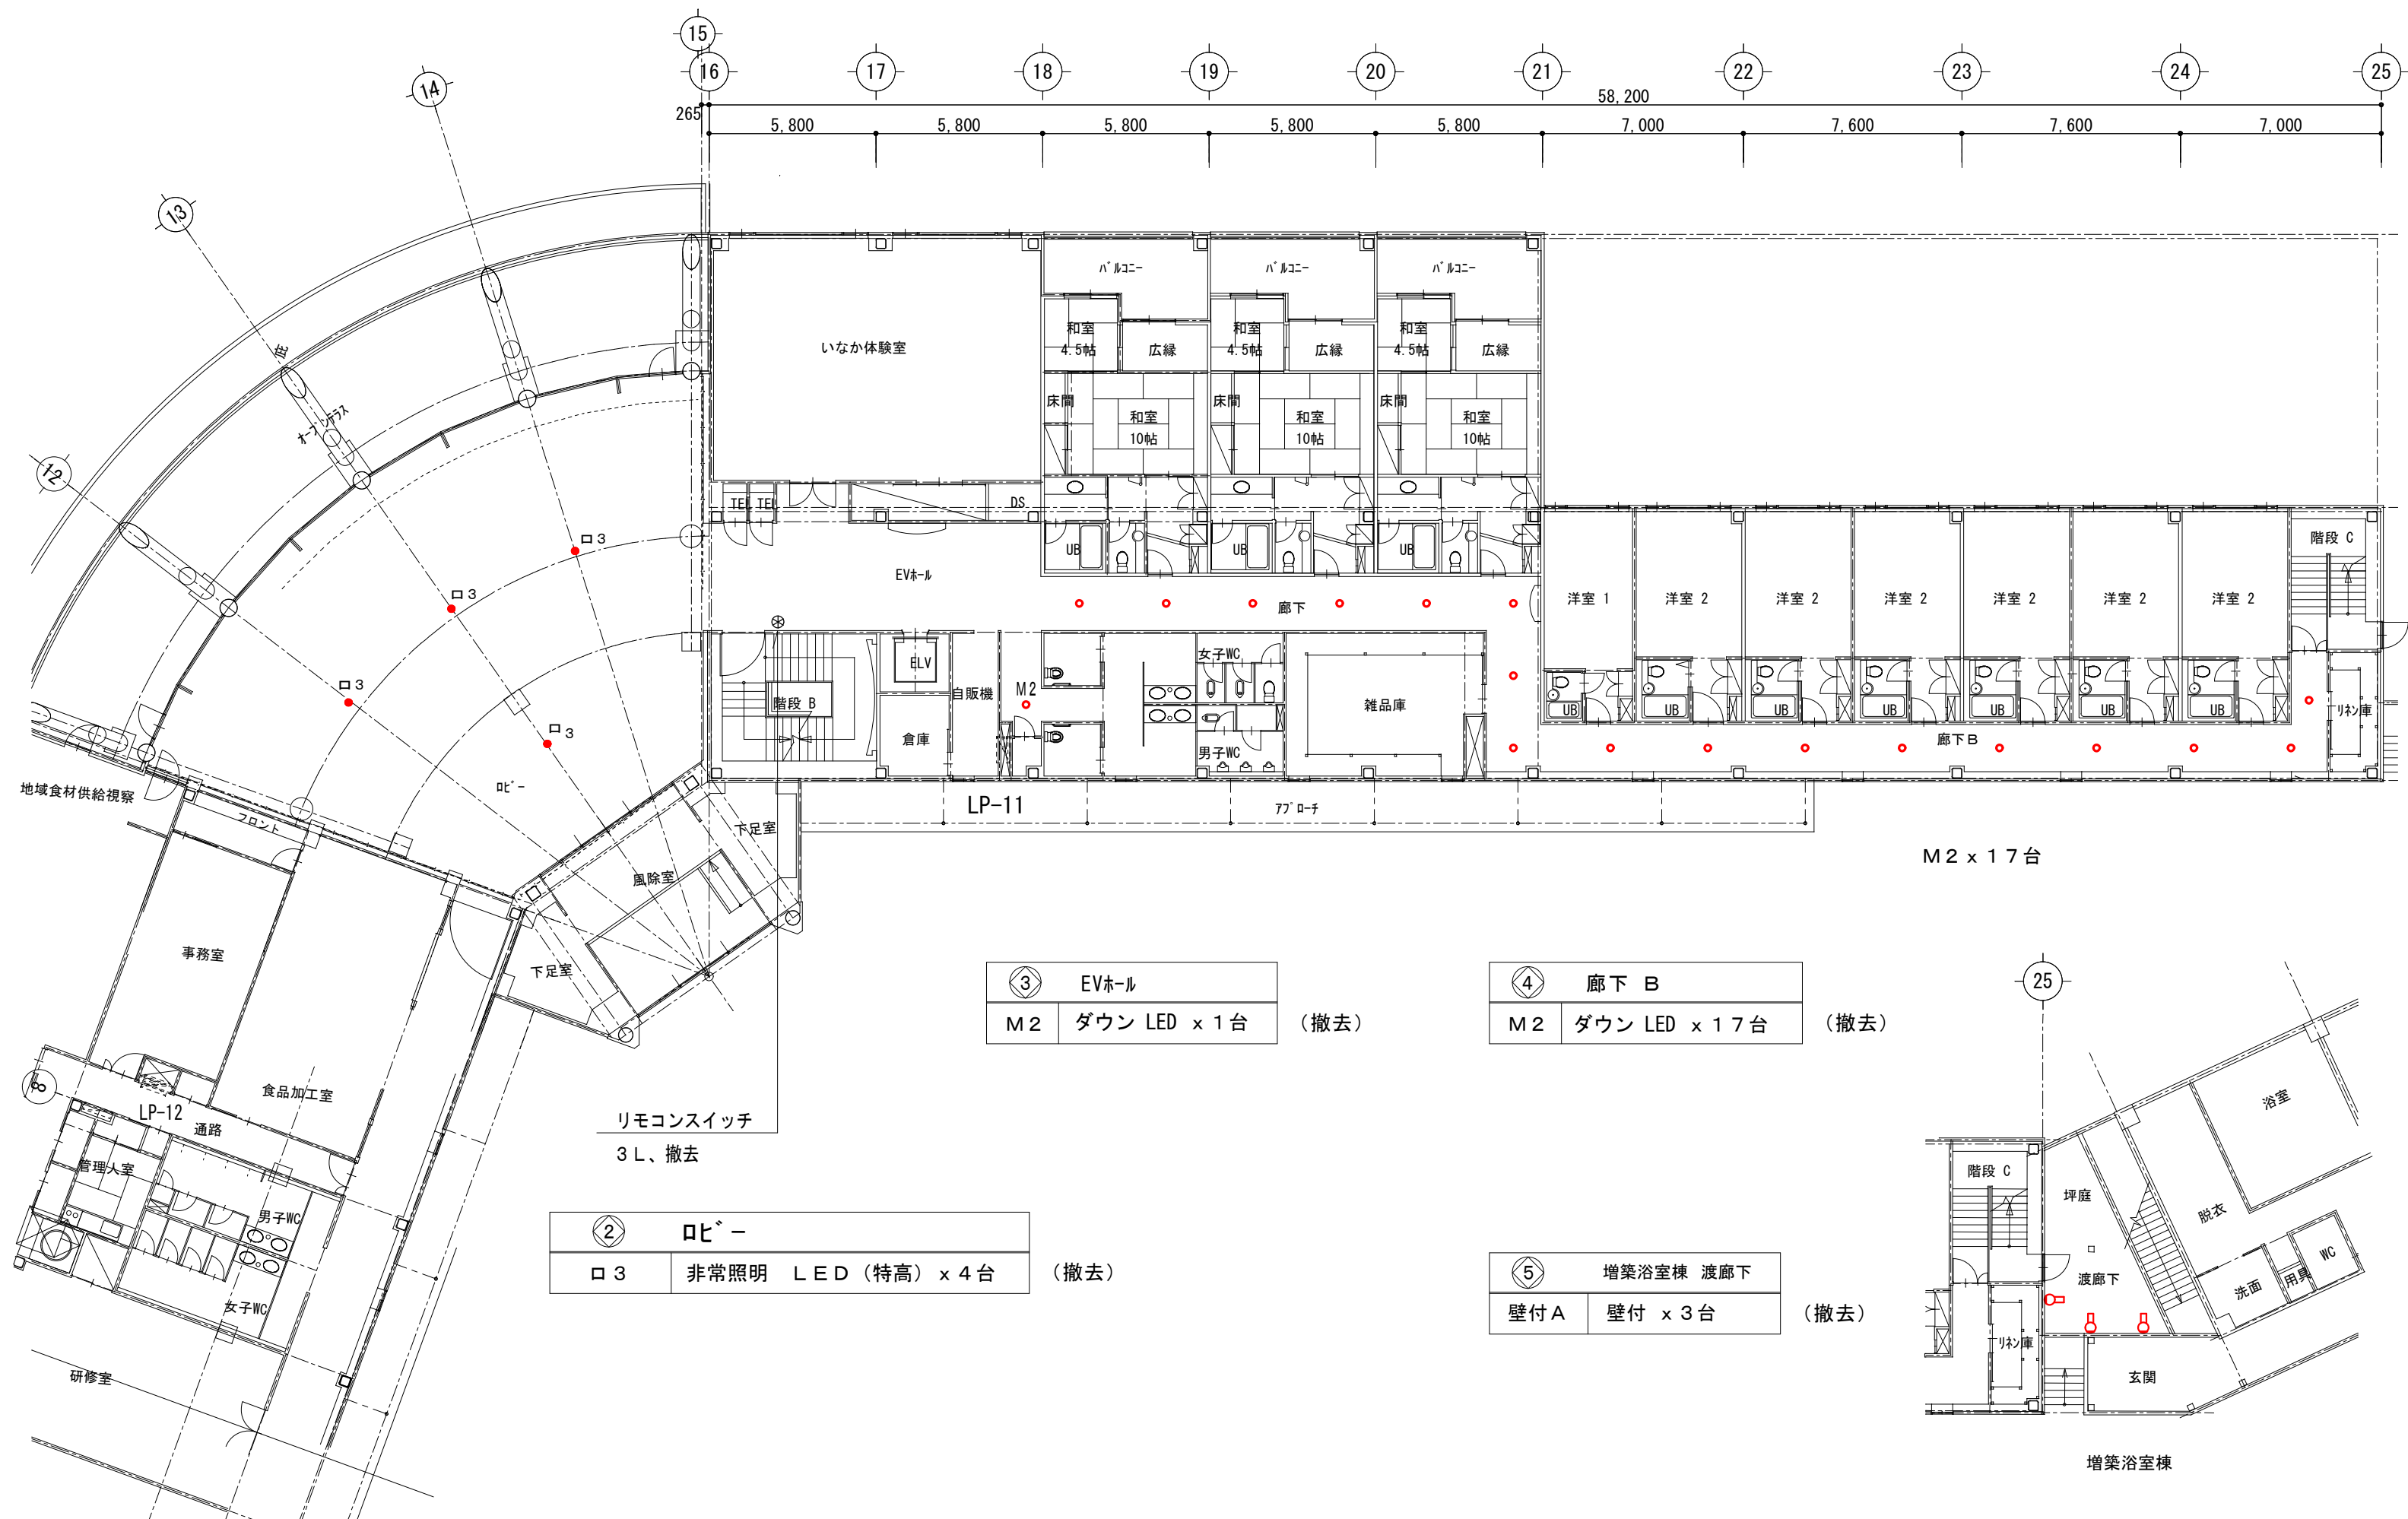 15
16
17
18
19
20
21
22
23
24
25
14
13
12
58,200
265
5,800
5,800
5,800
5,800
5,800
7,000
7,600
7,600
7,000
庇
オープンテラス
いなか体験室
バルコニー
バルコニー
バルコニー
和室
4.5帖
広縁
和室
4.5帖
広縁
和室
4.5帖
広縁
床間
和室
10帖
床間
和室
10帖
床間
和室
10帖
TEL
TEL
DS
UB
UB
UB
EVホール
廊下
洋室 1
洋室 2
洋室 2
洋室 2
洋室 2
洋室 2
洋室 2
階段 C
ロ3
ロ3
ロ3
ロ3
ELV
自販機
M2
女子WC
雑品庫
階段 B
倉庫
男子WC
UB
UB
UB
UB
UB
UB
UB
リネン庫
廊下B
地域食材供給視察
ロビー
フロント
LP-11
アプローチ
下足室
風除室
下足室
M2x17台
事務室
食品加工室
8
LP-12
通路
管理人室
男子WC
女子WC
研修室
リモコンスイッチ
3L、撤去
3 EVホール
M2 ダウン LED x 1台 (撤去)
4 廊下 B
M2 ダウン LED x 17台 (撤去)
2 ロビー
ロ3 非常照明 LED(特高)x4台 (撤去)
5 増築浴室棟 渡廊下
壁付A 壁付 x3台 (撤去)
25
浴室
階段 C
坪庭
脱衣
WC
渡廊下
洗面
用具
リネン庫
玄関
増築浴室棟